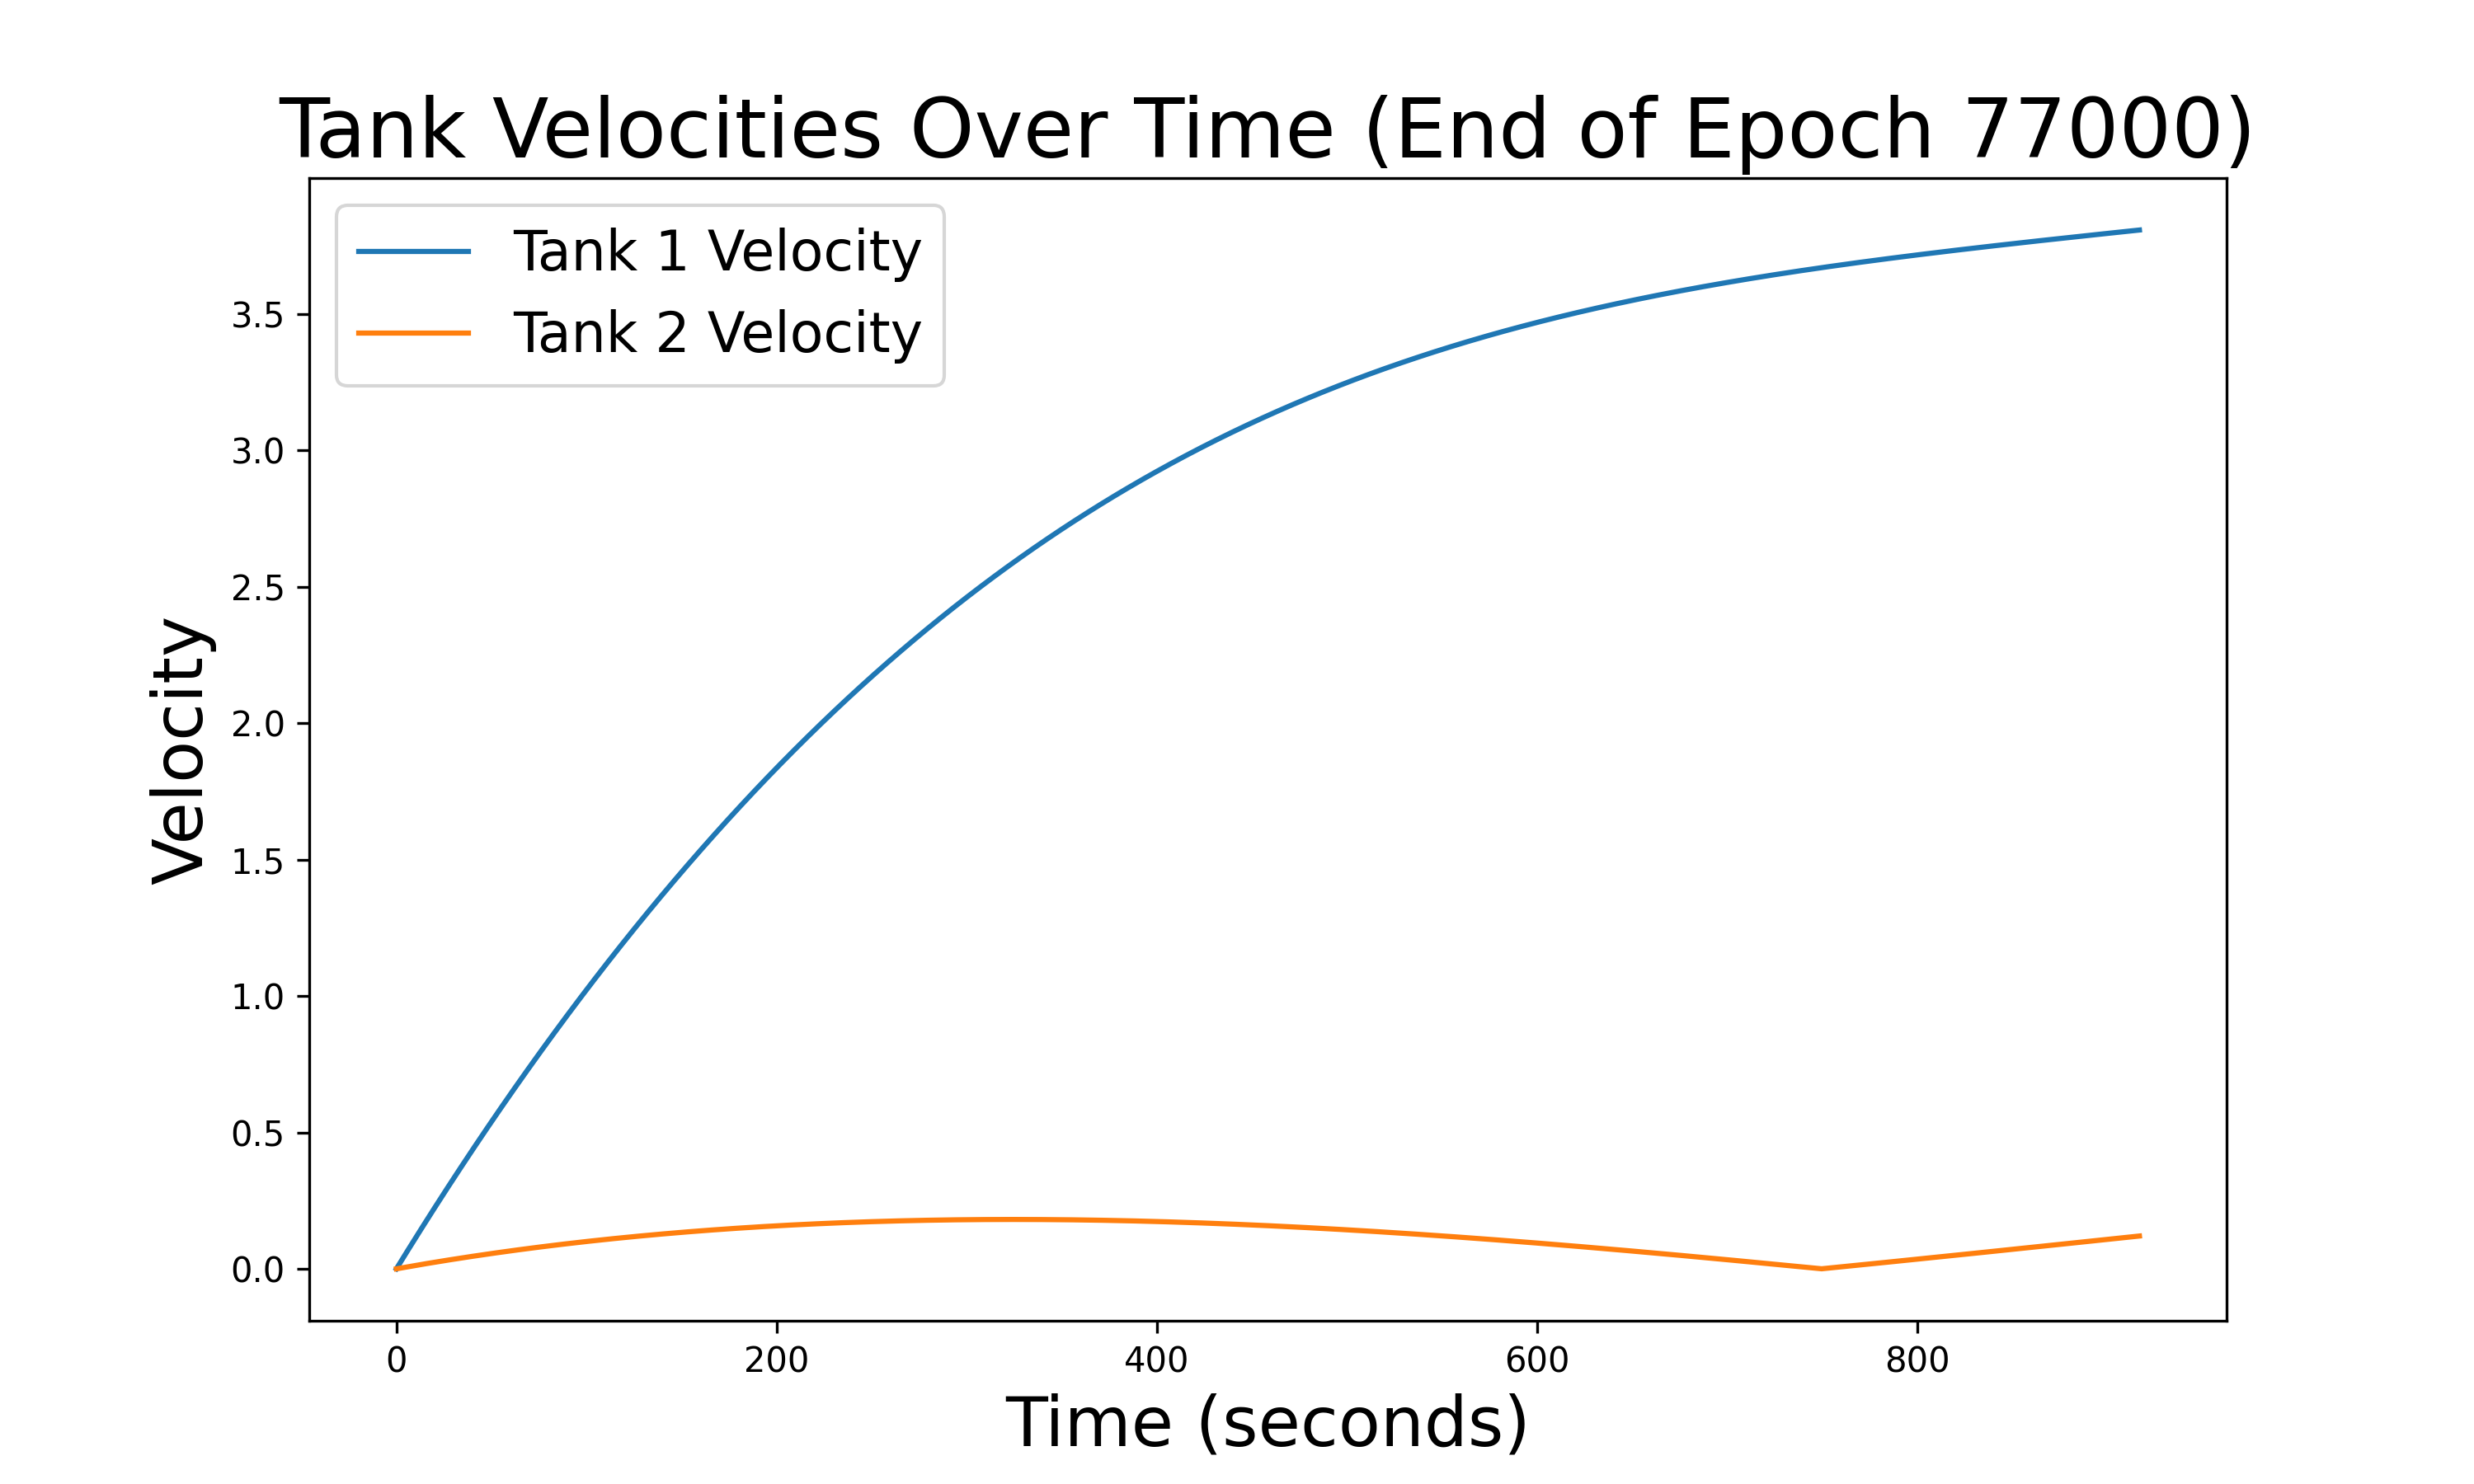 Tank Velocities Over Time (End of Epoch 77000)
Tank 1 Velocity
Tank 2 Velocity
Velocity
3.5
3.0
2.5
2.0
1.5
1.0
0.5
0.0
0 200 400 600 800
Time (seconds)